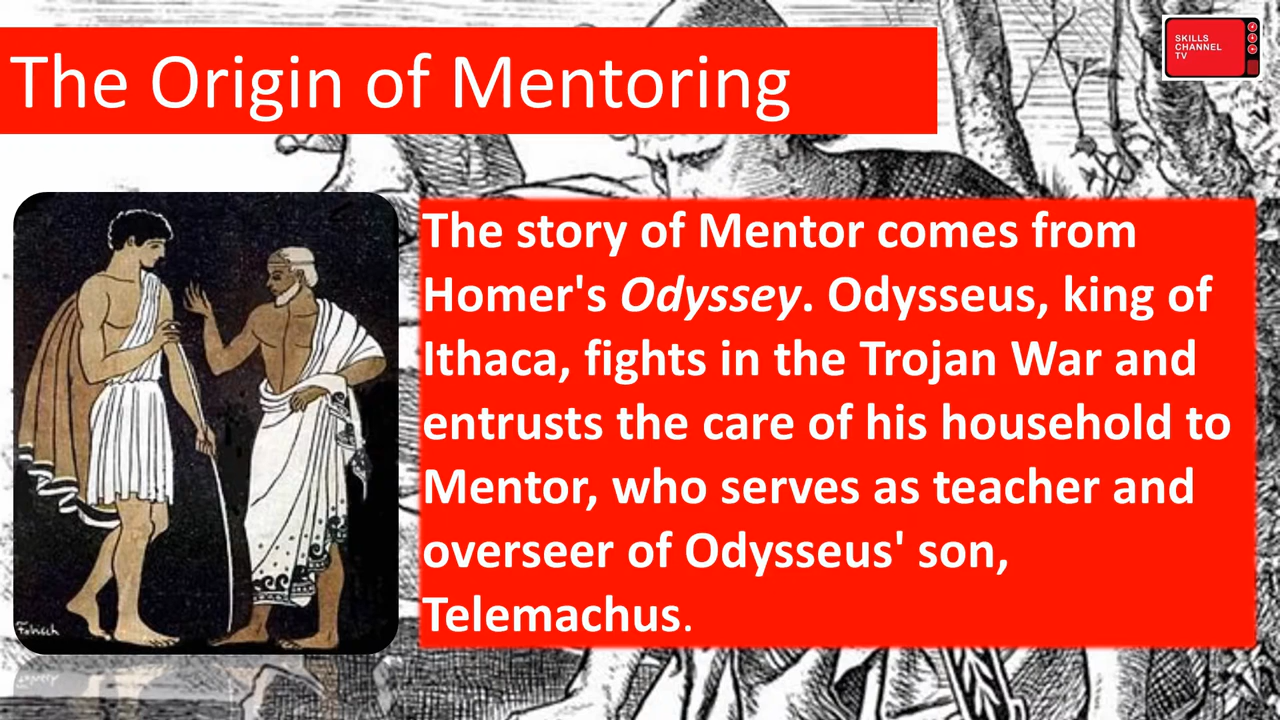 The Origin of Mentoring
SKILLS
CHANNEL
TV
The story of Mentor comes from
Homer's Odyssey. Odysseus, king of
Ithaca, fights in the Trojan War and
entrusts the care of his household to
Mentor, who serves as teacher and
overseer of Odysseus' son,
Telemachus.